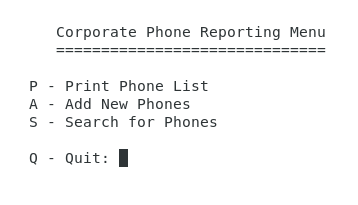 Corporate Phone Reporting Menu
==============================
P - Print Phone List
A - Add New Phones
S - Search for Phones
Q - Quit: